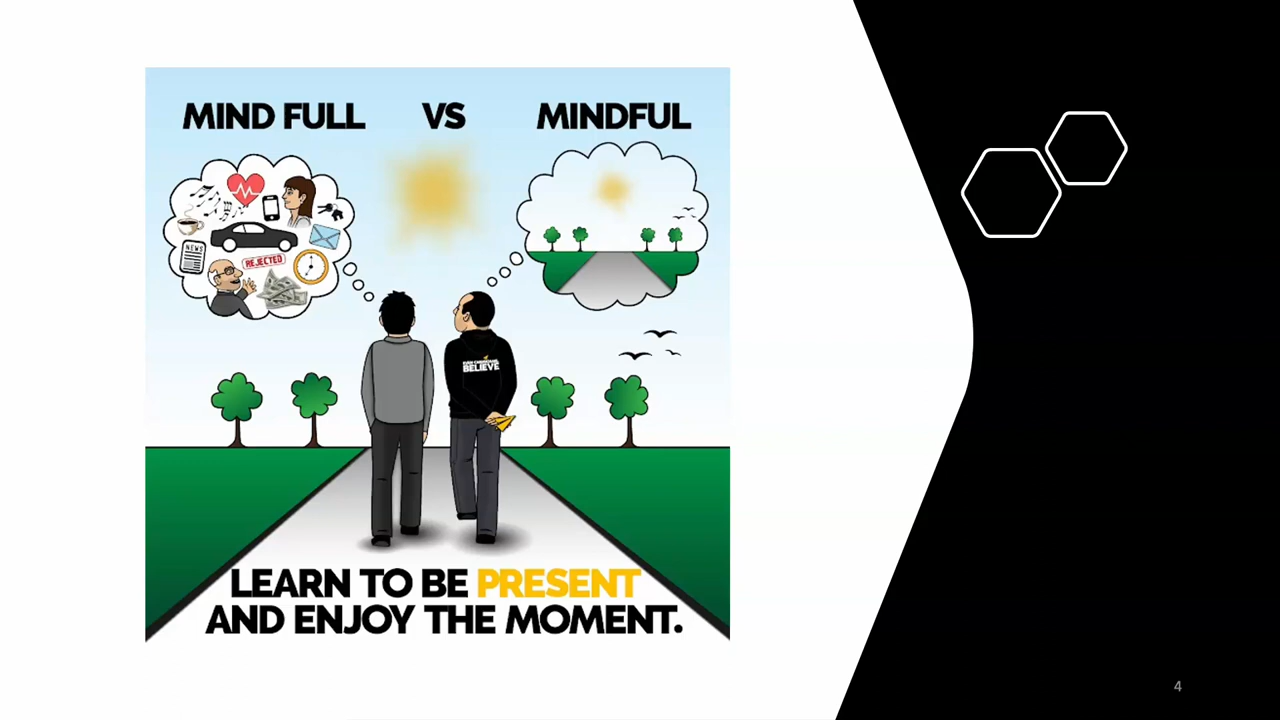 MIND FULL VS MINDFUL
NEWS
REJECTED
BELIEVE
LEARN TO BE PRESENT
AND ENJOY THE MOMENT.
4